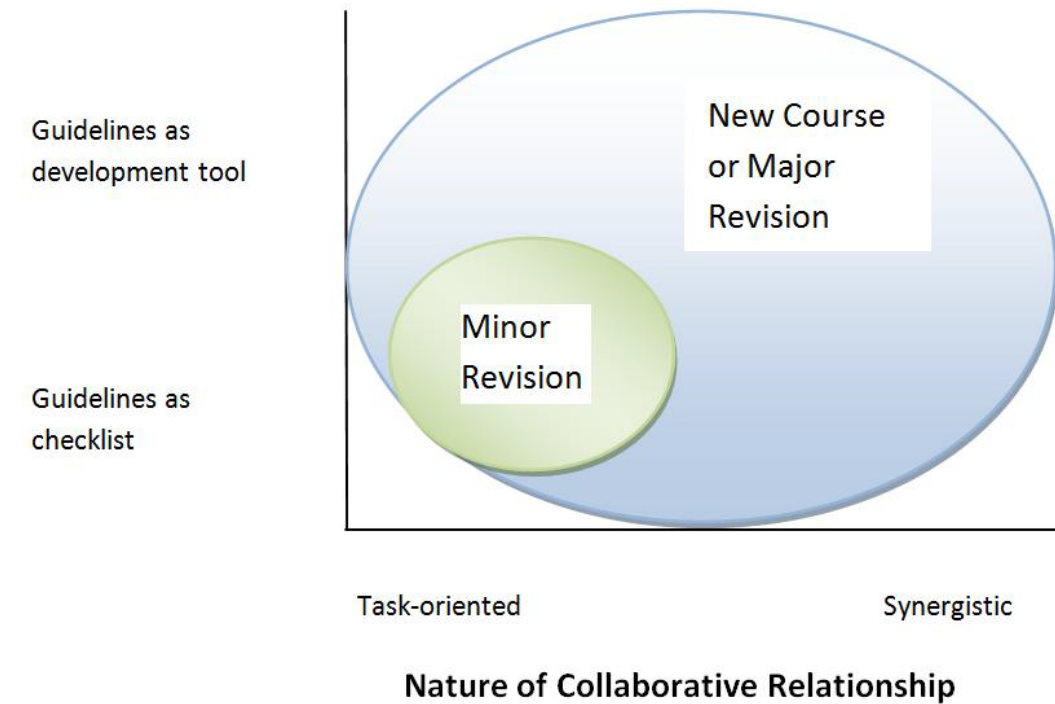 New Course
or Major
Revision
Guidelines as
development tool
Minor
Revision
Guidelines as
checklist
Task-oriented
Synergistic
Nature of Collaborative Relationship